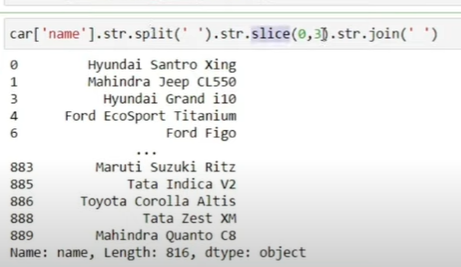 car['name'].str.split(' ').str.slice(0,3).str.join(' ')
0 Hyundai Santro Xing
1 Mahindra Jeep CL550
3 Hyundai Grand i10
4 Ford EcoSport Titanium
6 Ford Figo
...
883 Maruti Suzuki Ritz
885 Tata Indica V2
886 Toyota Corolla Altis
888 Tata Zest XM
889 Mahindra Quanto C8
Name: name, Length: 816, dtype: object